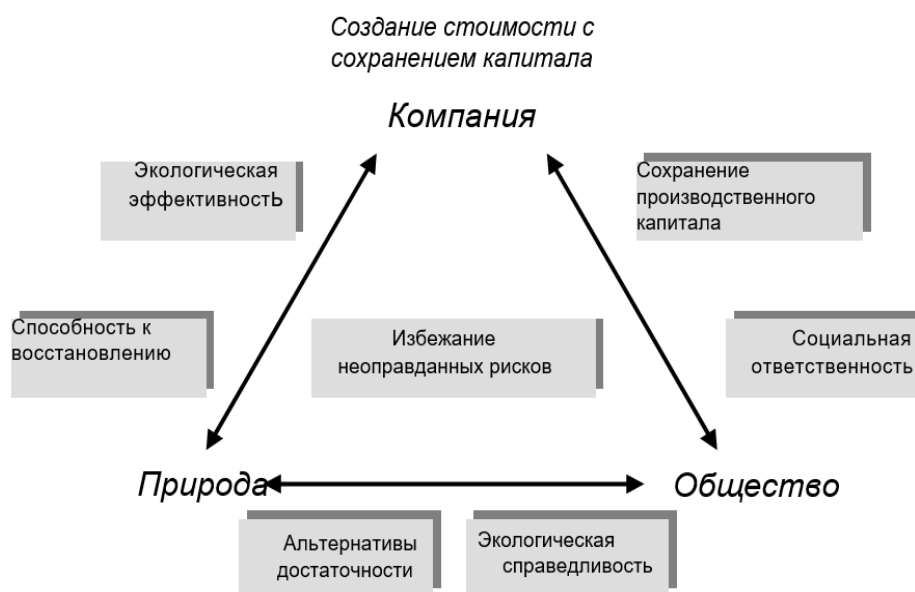 Создание стоимости с
сохранением капитала
Компания
Экологическая
эффективность
Сохранение
производственного
капитала
Способность к
восстановлению
Избежание
неоправданных рисков
Социальная
ответственность
Природа
Общество
Альтернативы
достаточности
Экологическая
справедливость